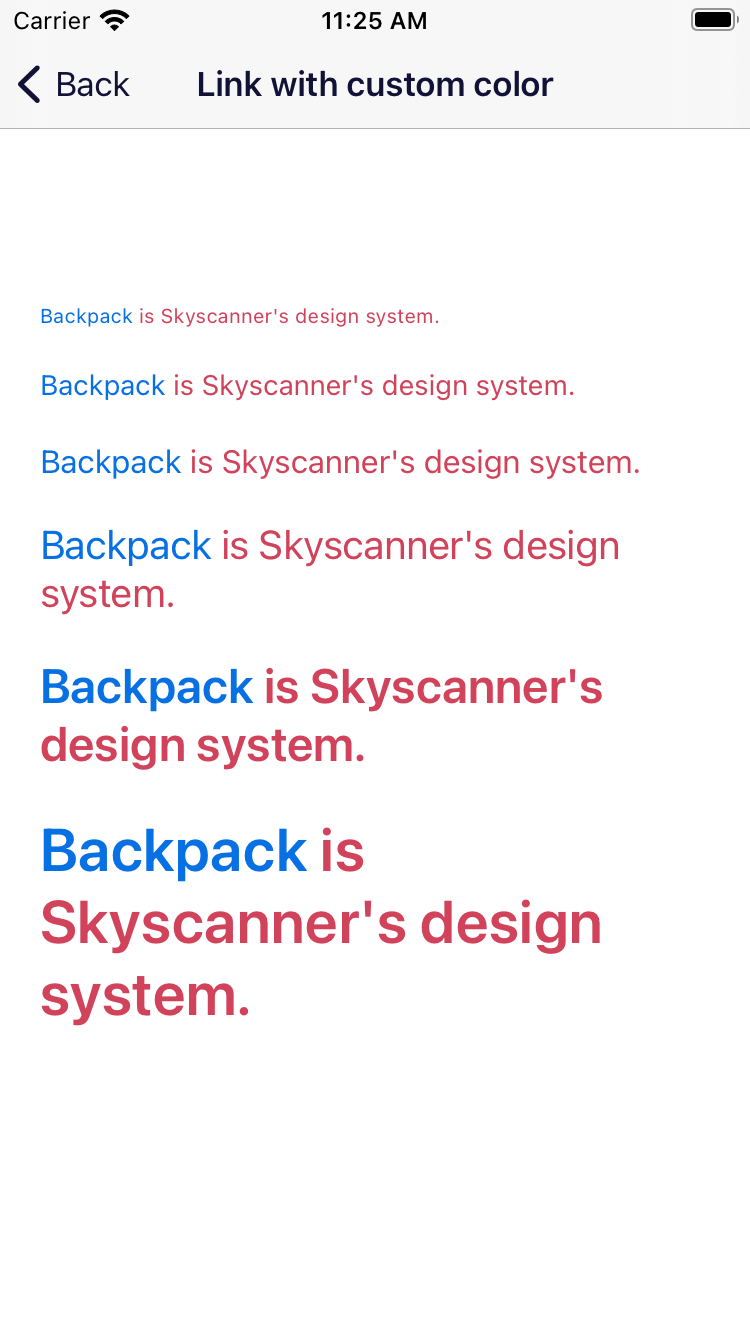 Carrier 11:25 AM
Back Link with custom color
Backpack is Skyscanner's design system.
Backpack is Skyscanner's design system.
Backpack is Skyscanner's design system.
Backpack is Skyscanner's design
system.
Backpack is Skyscanner's
design system.
Backpack is
Skyscanner's design
system.